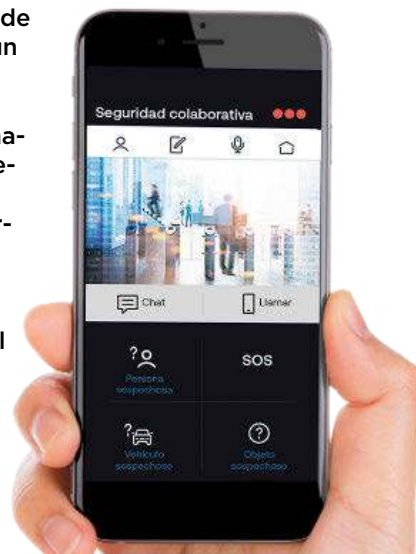 de
un
na-
e-
r-
l
Seguridad colaborativa
Chat
Llamar
?
Persona
sospechosa
SOS
?
Vehículo
sospechoso
?
Objeto
sospechoso